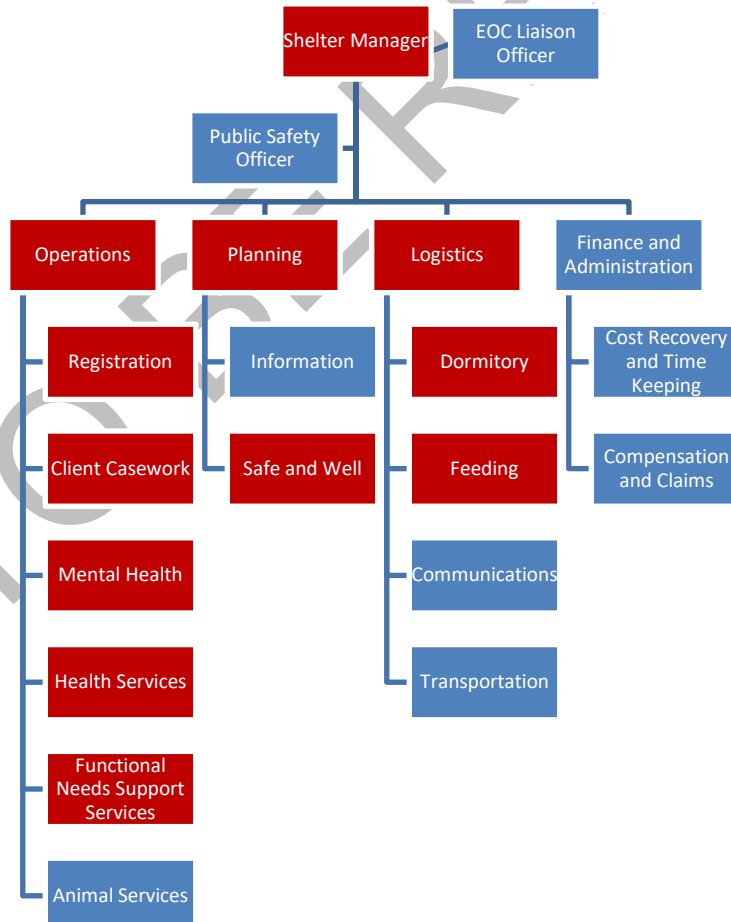 Shelter Manager
EOC Liaison
Officer
Public Safety
Officer
Operations
Planning
Logistics
Finance and
Administration
Registration
Information
Dormitory
Cost Recovery
and Time
Keeping
Client Casework
Safe and Well
Feeding
Compensation
and Claims
Mental Health
Communications
Health Services
Transportation
Functional
Needs Support
Services
Animal Services